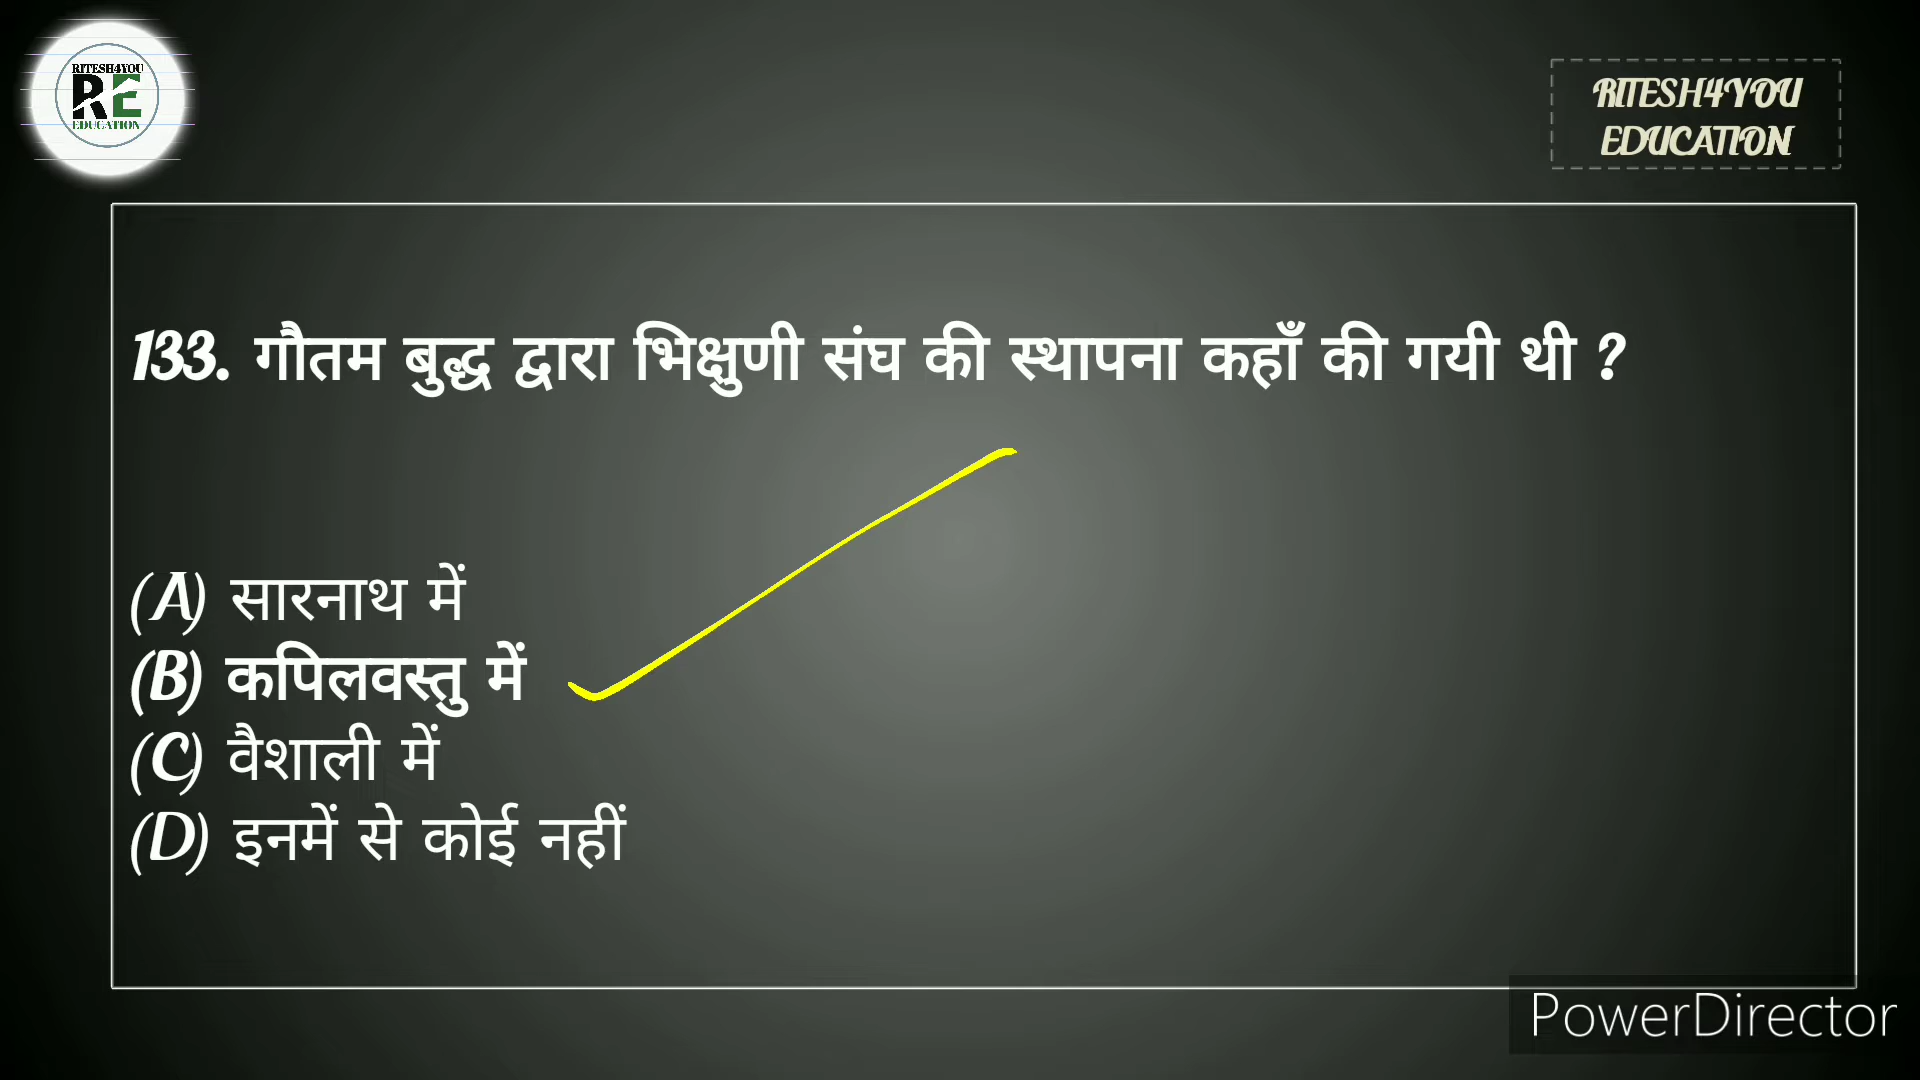 RITESH4YOU
RE
EDUCATION
RITESH4YOU
EDUCATION
133. गौतम बुद्ध द्वारा भिक्षुणी संघ की स्थापना कहाँ की गयी थी ?
(A) सारनाथ में
(B) कपिलवस्तु में
(C) वैशाली में
(D) इनमें से कोई नहीं
PowerDirector